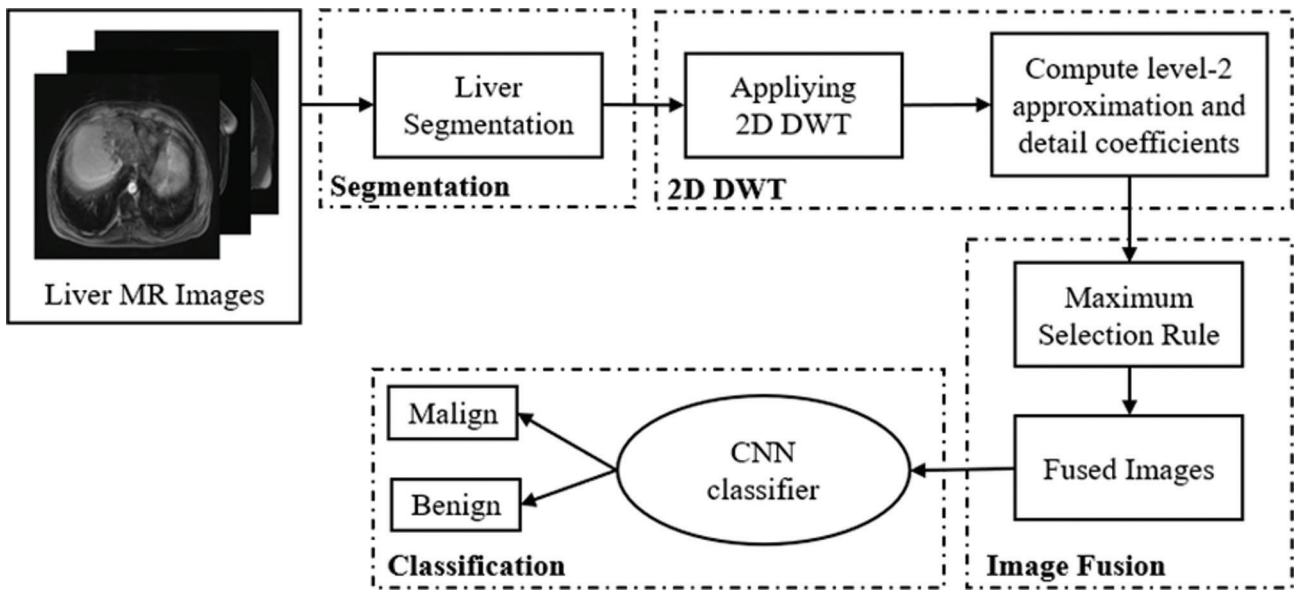 Liver MR Images
Liver
Segmentation
Segmentation
Appliying
2D DWT
Compute level-2
approximation and
detail coefficients
2D DWT
Maximum
Selection Rule
Fused Images
Image Fusion
CNN
classifier
Malign
Benign
Classification